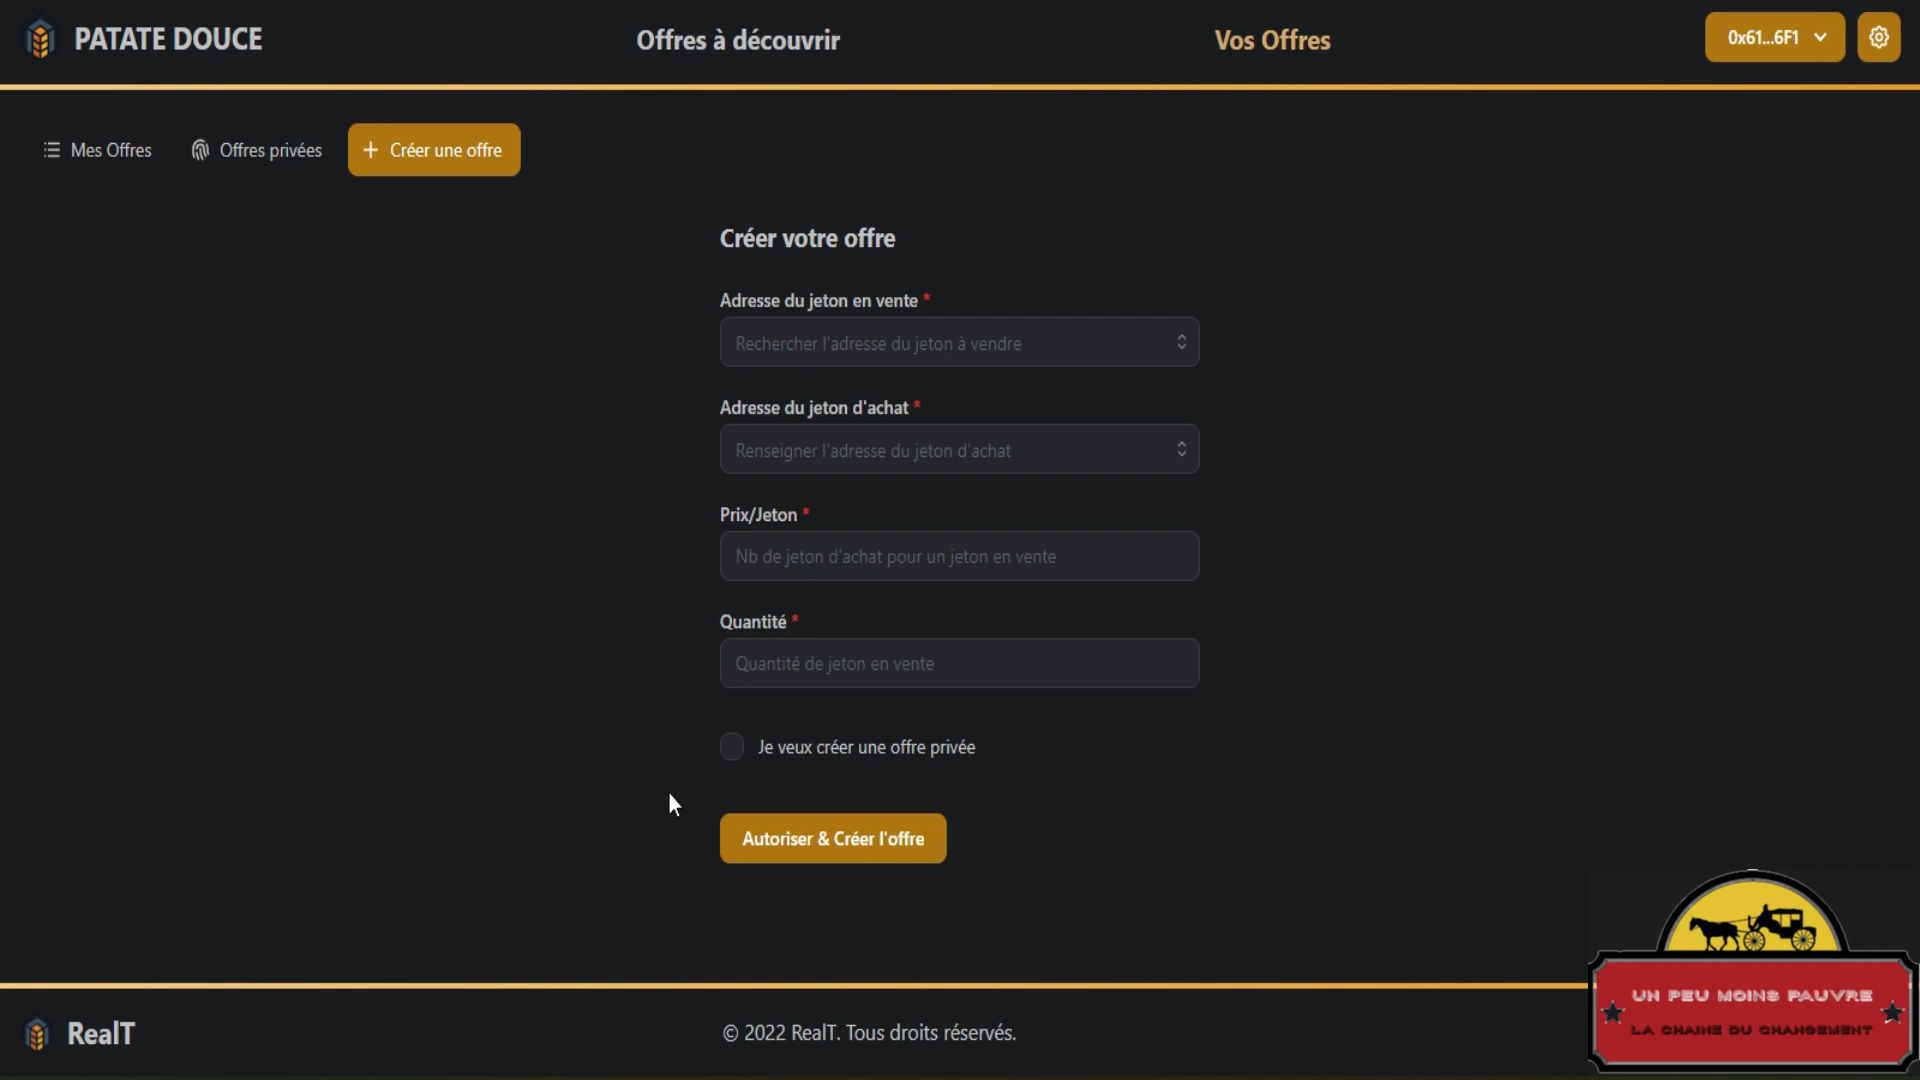 PATATE DOUCE
Offres à découvrir
Vos Offres
0x61...6F1
Mes Offres
Offres privées
Créer une offre
Créer votre offre
Adresse du jeton en vente *
Rechercher l'adresse du jeton à vendre
Adresse du jeton d'achat *
Renseigner l'adresse du jeton d'achat
Prix/Jeton *
Nb de jeton d'achat pour un jeton en vente
Quantité *
Quantité de jeton en vente
Je veux créer une offre privée
Autoriser & Créer l'offre
RealT
© 2022 RealT. Tous droits réservés.
UN PEU MOINS PAUVRE
LA CHAINE DU CHANGEMENT